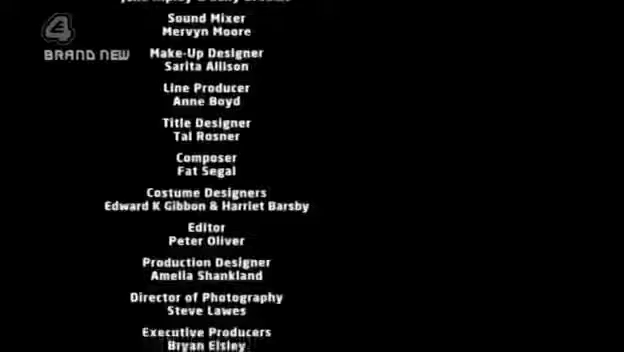 4
BRAND NEW
Sound Mixer
Mervyn Moore
Make-Up Designer
Sarita Allison
Line Producer
Anne Boyd
Title Designer
Tal Rosner
Composer
Fat Segal
Costume Designers
Edward K Gibbon & Harriet Barsby
Editor
Peter Oliver
Production Designer
Amelia Shankland
Director of Photography
Steve Lawes
Executive Producers
Bryan Elsley